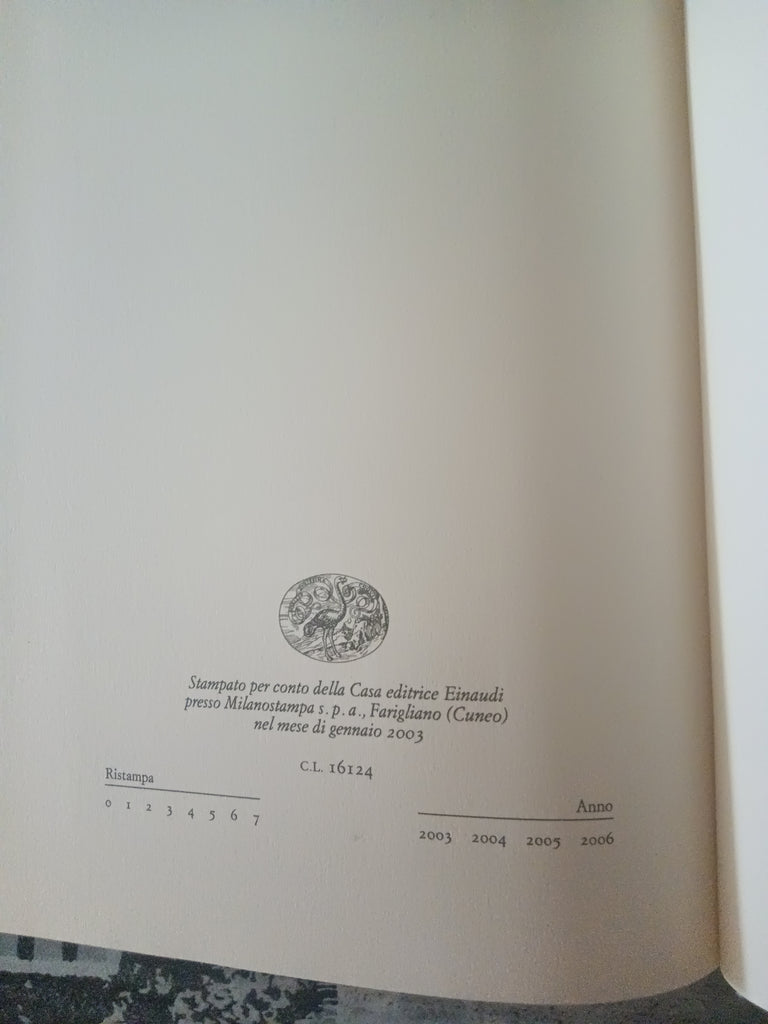 Stampato per conto della Casa editrice Einaudi
presso Milanostampa s.p.a., Farigliano (Cuneo)
nel mese di gennaio 2003
C.L. 16124
Ristampa
0 1 2 3 4 5 6 7
Anno
2003 2004 2005 2006